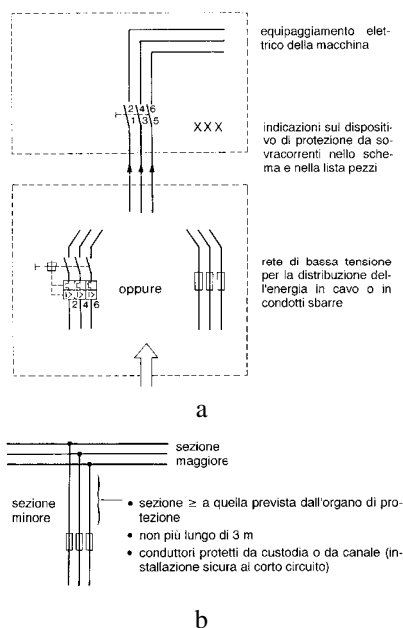 equipaggiamento elet-
trico della macchina
2 4 6
1 3 5
XXX
indicazioni sul dispositi-
vo di protezione da so-
vracorrenti nello sche-
ma e nella lista pezzi
rete di bassa tensione
per la distribuzione del-
l'energia in cavo o in
condotti sbarre
oppure
2 4 6
a
sezione
maggiore
sezione
minore
• sezione ≥ a quella prevista dall'organo di pro-
tezione
• non più lungo di 3 m
• conduttori protetti da custodia o da canale (in-
stallazione sicura al corto circuito)
b